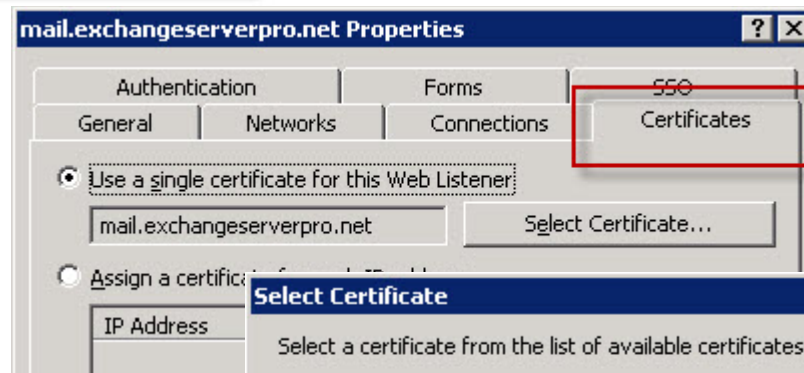 mail.exchangeserverpro.net Properties
Authentication Forms SSO
General Networks Connections Certificates
Use a single certificate for this Web Listener
mail.exchangeserverpro.net Select Certificate...
Assign a certificate
Select Certificate
IP Address
Select a certificate from the list of available certificates